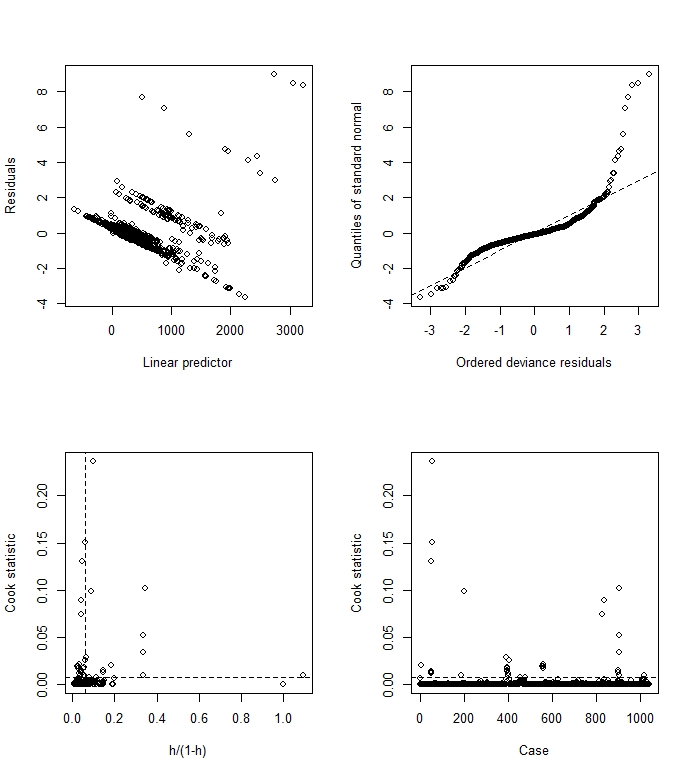 Residuals
8
6
4
2
0
-2
-4
0 1000 2000 3000
Linear predictor
Quantiles of standard normal
8
6
4
2
0
-2
-4
-3 -2 -1 0 1 2 3
Ordered deviance residuals
Cook statistic
0.20
0.15
0.10
0.05
0.00
0.0 0.2 0.4 0.6 0.8 1.0
h/(1-h)
Cook statistic
0.20
0.15
0.10
0.05
0.00
0 200 400 600 800 1000
Case